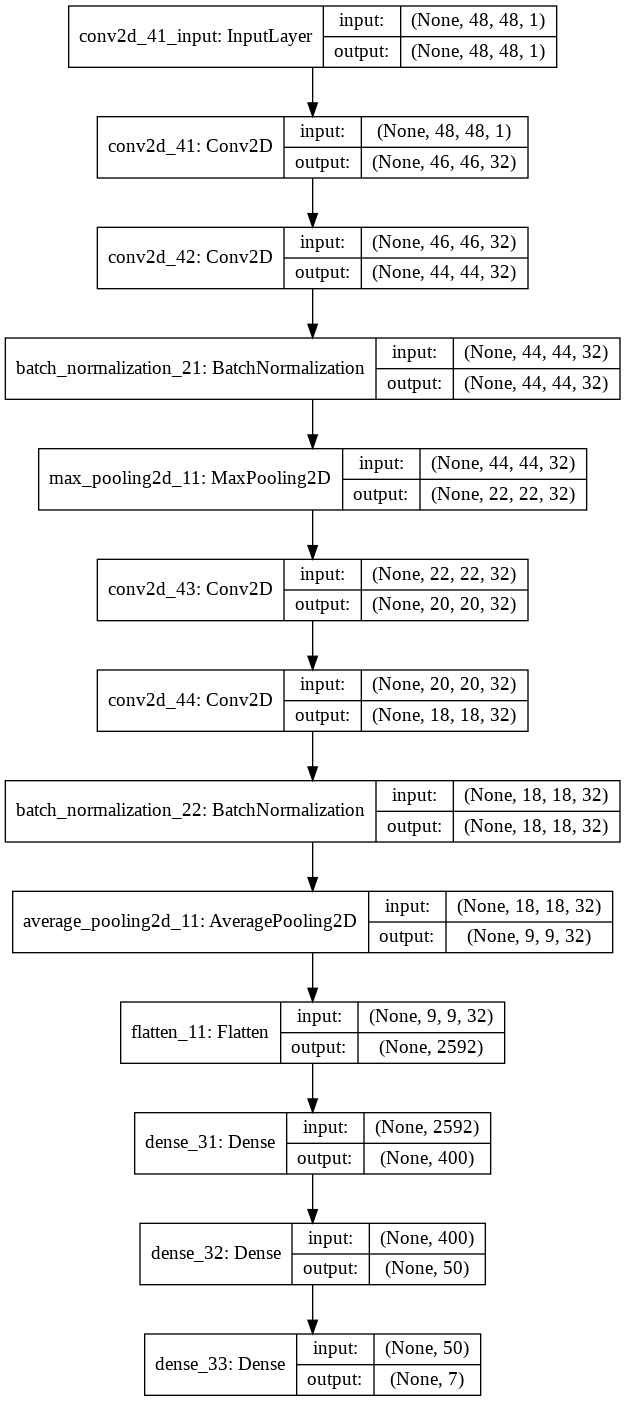 conv2d_41_input: InputLayer
input: (None, 48, 48, 1)
output: (None, 48, 48, 1)
conv2d_41: Conv2D
input: (None, 48, 48, 1)
output: (None, 46, 46, 32)
conv2d_42: Conv2D
input: (None, 46, 46, 32)
output: (None, 44, 44, 32)
batch_normalization_21: BatchNormalization
input: (None, 44, 44, 32)
output: (None, 44, 44, 32)
max_pooling2d_11: MaxPooling2D
input: (None, 44, 44, 32)
output: (None, 22, 22, 32)
conv2d_43: Conv2D
input: (None, 22, 22, 32)
output: (None, 20, 20, 32)
conv2d_44: Conv2D
input: (None, 20, 20, 32)
output: (None, 18, 18, 32)
batch_normalization_22: BatchNormalization
input: (None, 18, 18, 32)
output: (None, 18, 18, 32)
average_pooling2d_11: AveragePooling2D
input: (None, 18, 18, 32)
output: (None, 9, 9, 32)
flatten_11: Flatten
input: (None, 9, 9, 32)
output: (None, 2592)
dense_31: Dense
input: (None, 2592)
output: (None, 400)
dense_32: Dense
input: (None, 400)
output: (None, 50)
dense_33: Dense
input: (None, 50)
output: (None, 7)